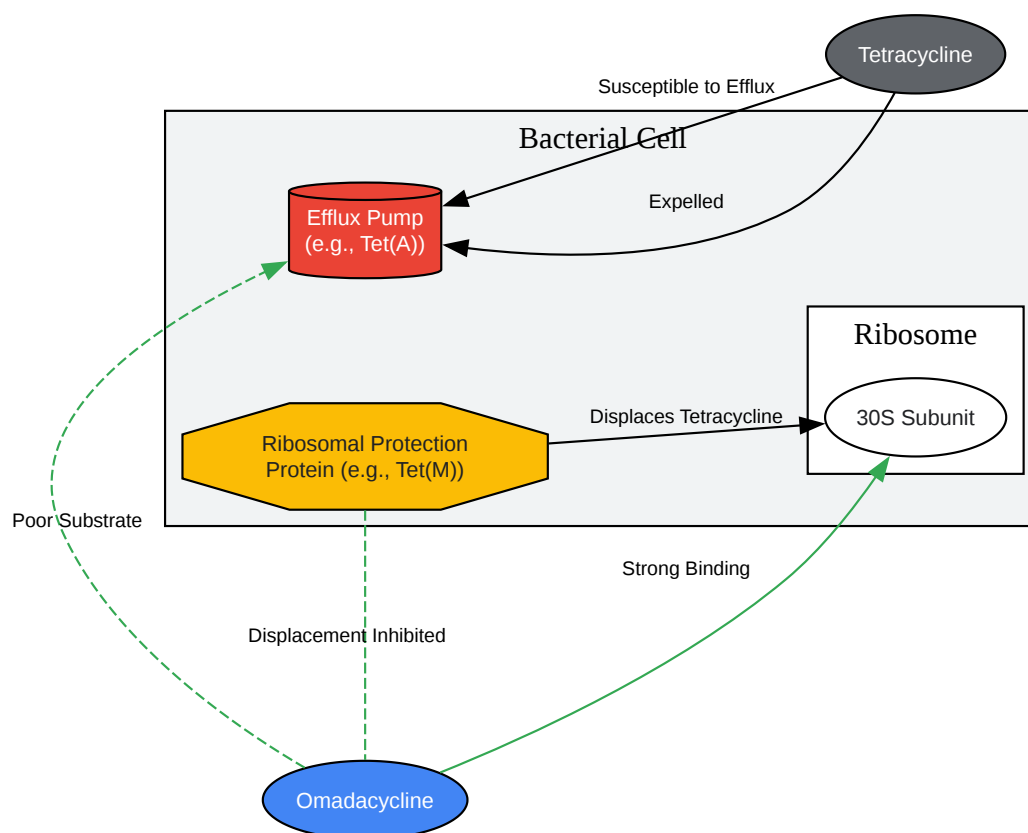 Tetracycline
Susceptible to Efflux
Bacterial Cell
Expelled
Efflux Pump
(e.g., Tet(A))
Ribosome
Displaces Tetracycline
30S Subunit
Ribosomal Protection
Protein (e.g., Tet(M))
Poor Substrate
Strong Binding
Displacement Inhibited
Omadacycline